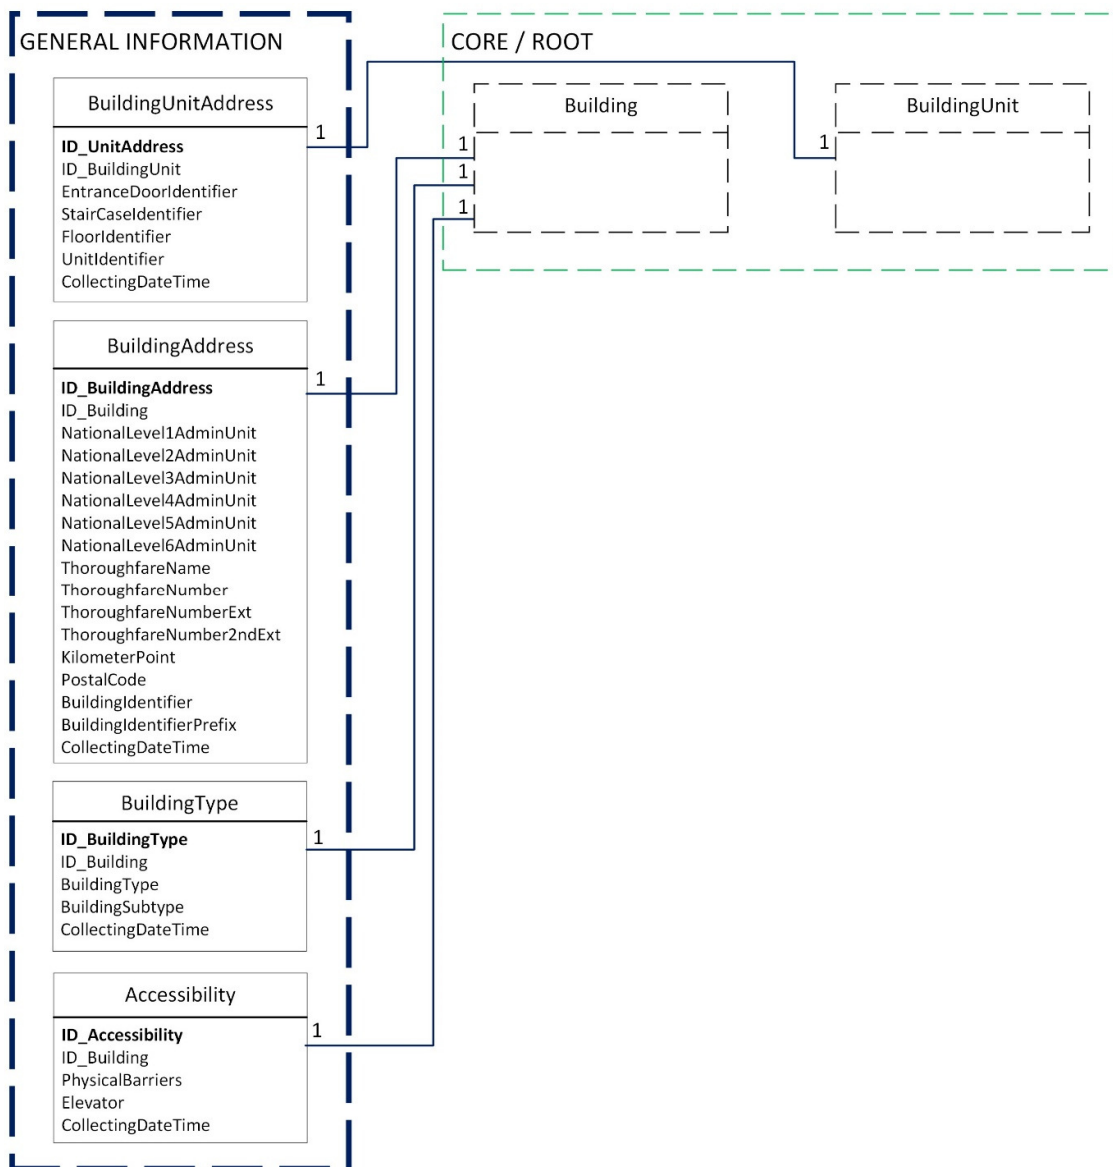 GENERAL INFORMATION
BuildingUnitAddress
ID_UnitAddress
ID_BuildingUnit
EntranceDoorIdentifier
StairCaseIdentifier
FloorIdentifier
UnitIdentifier
CollectingDateTime
1
BuildingAddress
ID_BuildingAddress
ID_Building
NationalLevel1AdminUnit
NationalLevel2AdminUnit
NationalLevel3AdminUnit
NationalLevel4AdminUnit
NationalLevel5AdminUnit
NationalLevel6AdminUnit
ThoroughfareName
ThoroughfareNumber
ThoroughfareNumberExt
ThoroughfareNumber2ndExt
KilometerPoint
PostalCode
BuildingIdentifier
BuildingIdentifierPrefix
CollectingDateTime
1
BuildingType
ID_BuildingType
ID_Building
BuildingType
BuildingSubtype
CollectingDateTime
1
Accessibility
ID_Accessibility
ID_Building
PhysicalBarriers
Elevator
CollectingDateTime
1
CORE / ROOT
Building
1
1
1
BuildingUnit
1